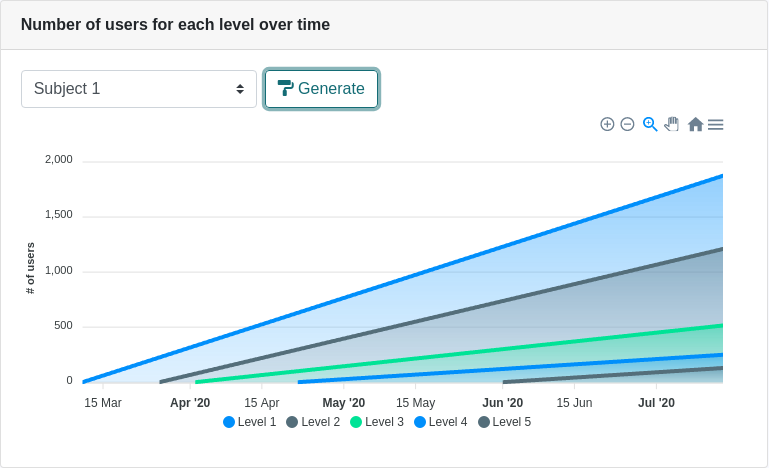 Number of users for each level over time
Subject 1
Generate
2,000
1,500
1,000
500
0
# of users
15 Mar Apr '20 15 Apr May '20 15 May Jun '20 15 Jun Jul '20
Level 1 Level 2 Level 3 Level 4 Level 5